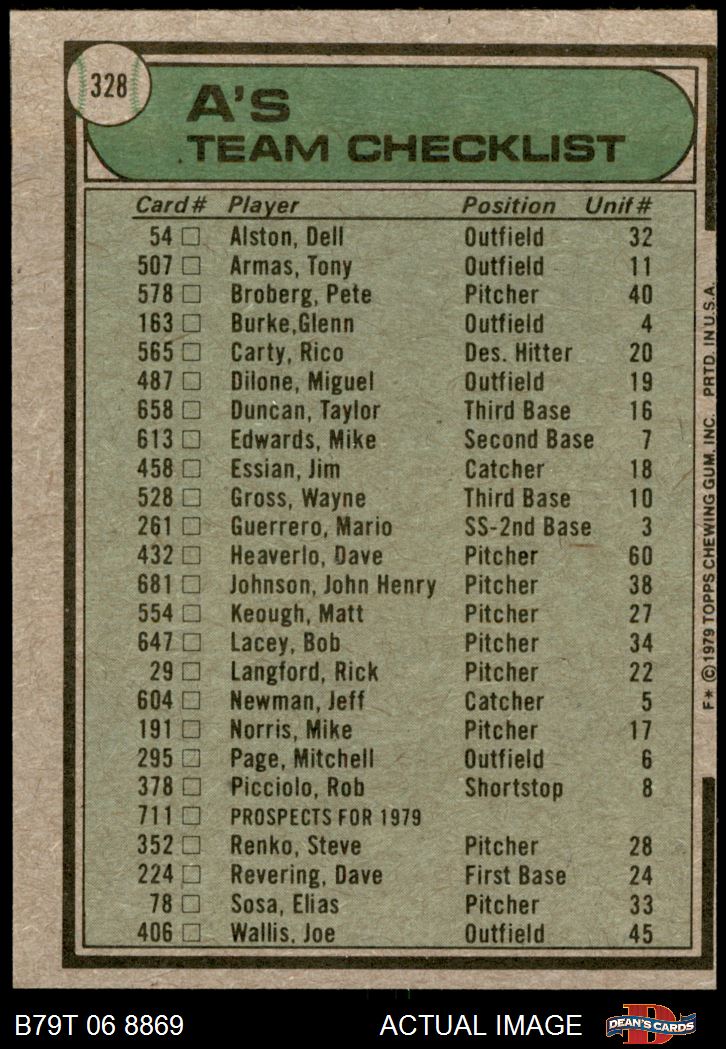 328
A'S
TEAM CHECKLIST
Card # Player Position Unif #
54 Alston, Dell Outfield 32
507 Armas, Tony Outfield 11
578 Broberg, Pete Pitcher 40
163 Burke,Glenn Outfield 4
565 Carty, Rico Des. Hitter 20
487 Dilone, Miguel Outfield 19
658 Duncan, Taylor Third Base 16
613 Edwards, Mike Second Base 7
458 Essian, Jim Catcher 18
528 Gross, Wayne Third Base 10
261 Guerrero, Mario SS-2nd Base 3
432 Heaverlo, Dave Pitcher 60
681 Johnson, John Henry Pitcher 38
554 Keough, Matt Pitcher 27
647 Lacey, Bob Pitcher 34
29 Langford, Rick Pitcher 22
604 Newman, Jeff Catcher 5
191 Norris, Mike Pitcher 17
295 Page, Mitchell Outfield 6
378 Picciolo, Rob Shortstop 8
711 PROSPECTS FOR 1979
352 Renko, Steve Pitcher 28
224 Revering, Dave First Base 24
78 Sosa, Elias Pitcher 33
406 Wallis, Joe Outfield 45
F* © 1979 TOPPS CHEWING GUM, INC. PRTD. IN U.S.A.
B79T 06 8869 ACTUAL IMAGE
DEAN'S CARDS